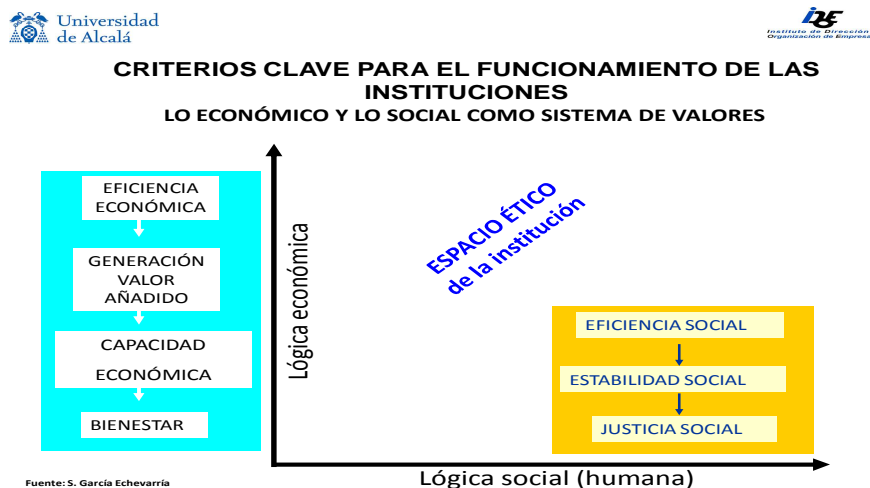 Universidad
de Alcalá
Instituto de Dirección
Organización de Empresa
CRITERIOS CLAVE PARA EL FUNCIONAMIENTO DE LAS
INSTITUCIONES
LO ECONÓMICO Y LO SOCIAL COMO SISTEMA DE VALORES
EFICIENCIA
ECONÓMICA
GENERACIÓN
VALOR
AÑADIDO
CAPACIDAD
ECONÓMICA
BIENESTAR
Lógica económica
ESPACIO ÉTICO
de la institución
EFICIENCIA SOCIAL
ESTABILIDAD SOCIAL
JUSTICIA SOCIAL
Lógica social (humana)
Fuente: S. García Echevarría